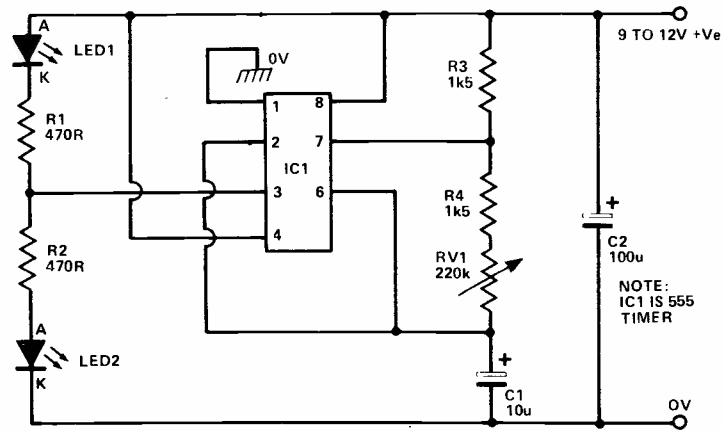 A
LED1
K
R1
470R
R2
470R
A
LED2
K
0V
1
2
3
4
8
7
6
IC1
R3
1k5
R4
1k5
RV1
220k
+
C1
10u
+
C2
100u
9 TO 12V +Ve
NOTE:
IC1 IS 555
TIMER
0V